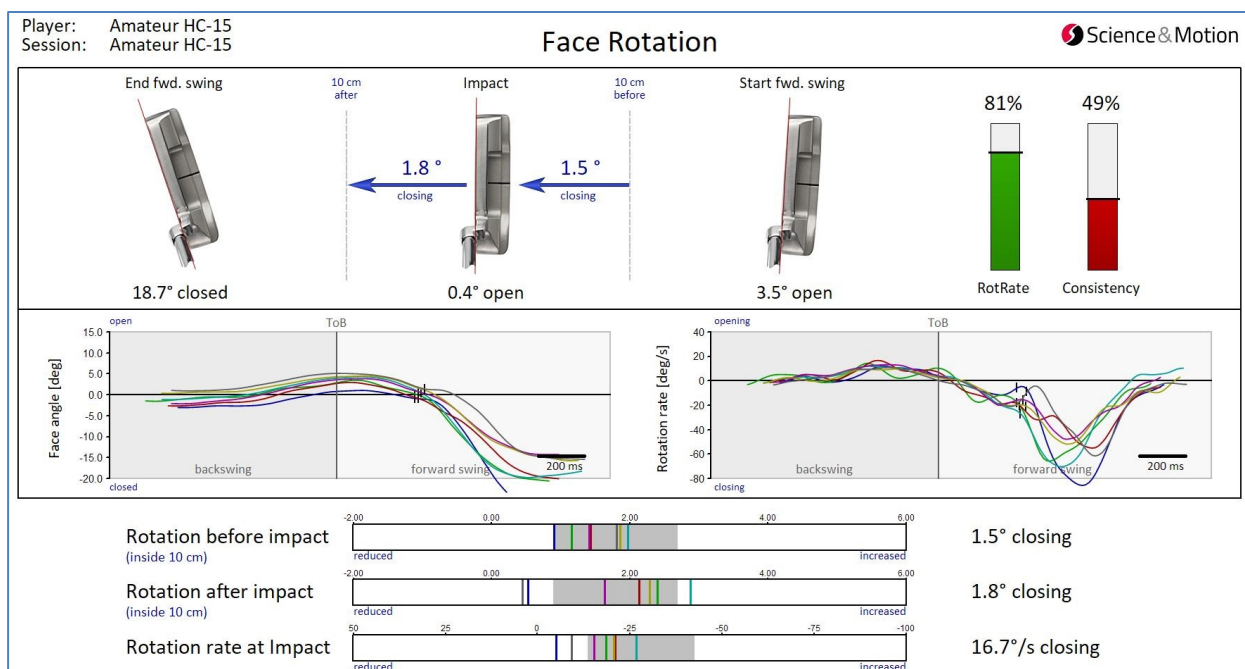 Player: Amateur HC-15
Session: Amateur HC-15
Face Rotation
Science&Motion
End fwd. swing
10 cm after
Impact
10 cm before
Start fwd. swing
81%
49%
1.8 °
closing
1.5 °
closing
18.7° closed
0.4° open
3.5° open
RotRate
Consistency
open
ToB
15.0
10.0
5.0
0.0
-5.0
-10.0
-15.0
-20.0
Face angle [deg]
backswing
forward swing
200 ms
closed
opening
ToB
40
20
0
-20
-40
-60
-80
Rotation rate [deg/s]
backswing
forward swing
200 ms
closing
-2.00 0.00 2.00 4.00 6.00
Rotation before impact 1.5° closing
(inside 10 cm) reduced increased
-2.00 0.00 2.00 4.00 6.00
Rotation after impact 1.8° closing
(inside 10 cm) reduced increased
50 25 0 -25 -50 -75 -100
Rotation rate at Impact 16.7°/s closing
reduced increased